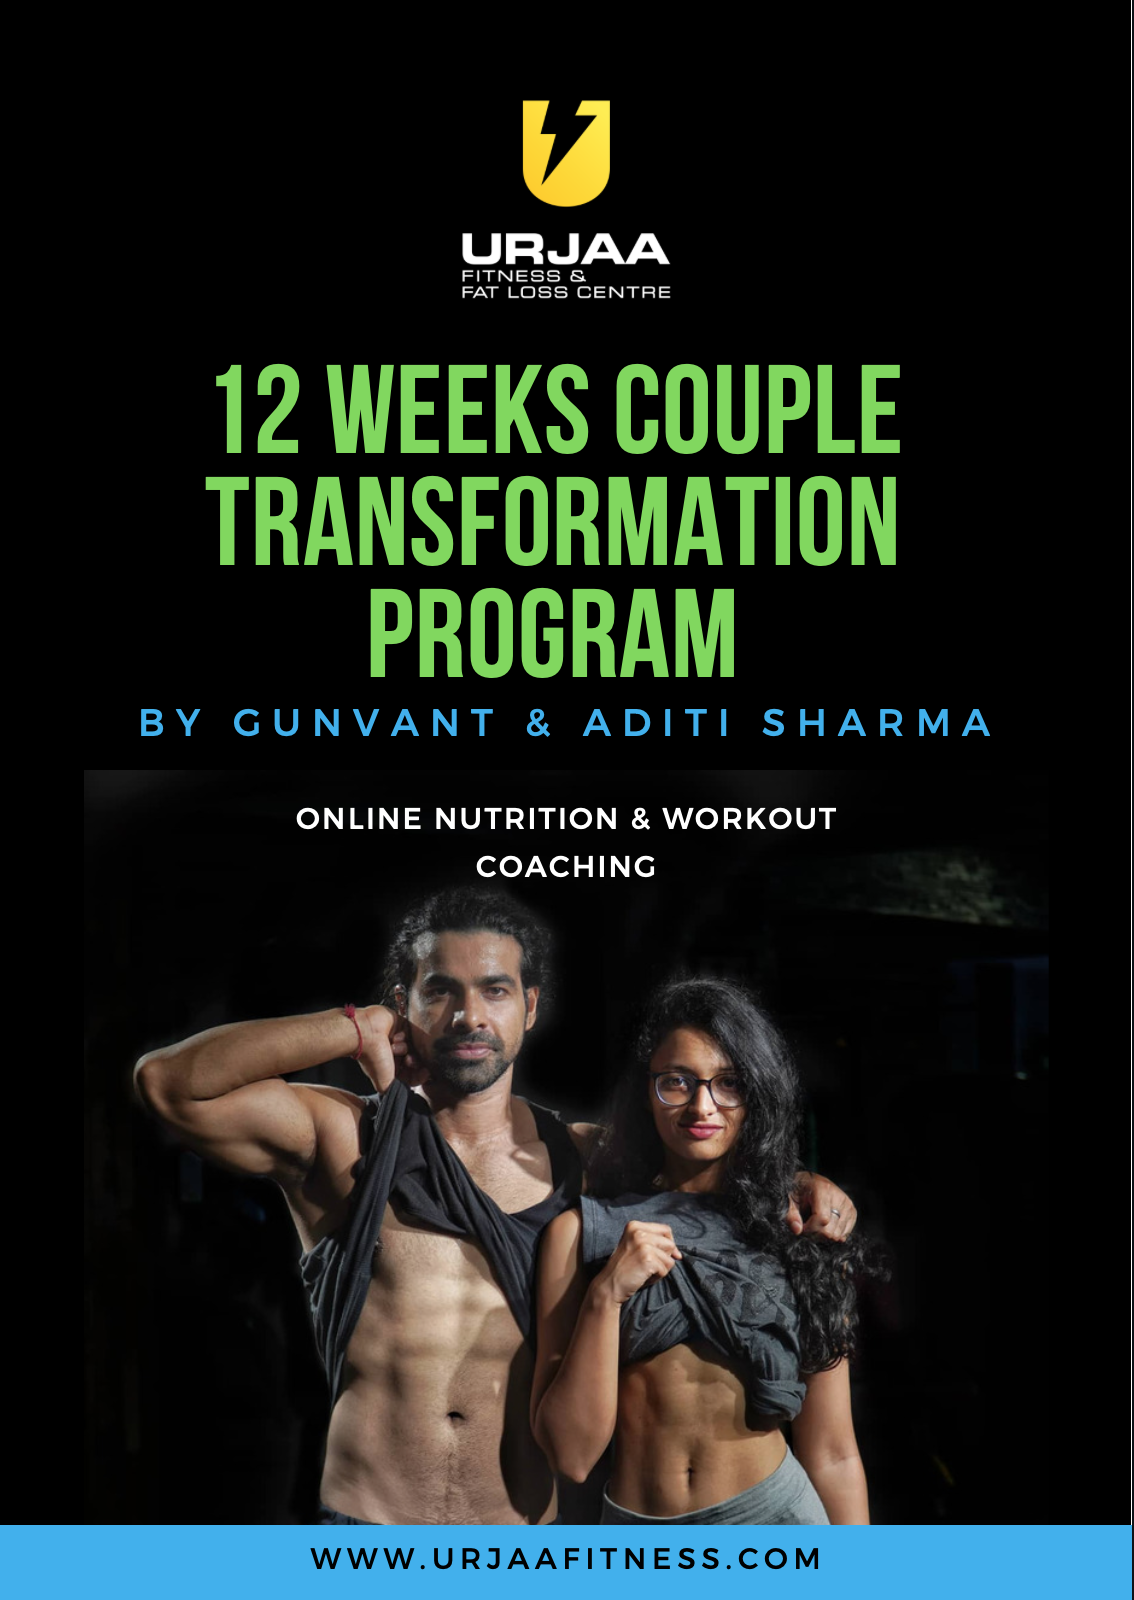 URJAA
FITNESS &
FAT LOSS CENTRE
12 WEEKS COUPLE
TRANSFORMATION
PROGRAM
BY GUNVANT & ADITI SHARMA
ONLINE NUTRITION & WORKOUT
COACHING
WWW.URJAAFITNESS.COM